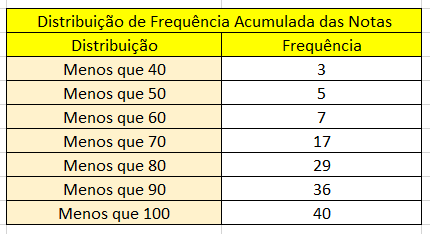 Distribuição de Frequência Acumulada das Notas
Distribuição Frequência
Menos que 40 3
Menos que 50 5
Menos que 60 7
Menos que 70 17
Menos que 80 29
Menos que 90 36
Menos que 100 40